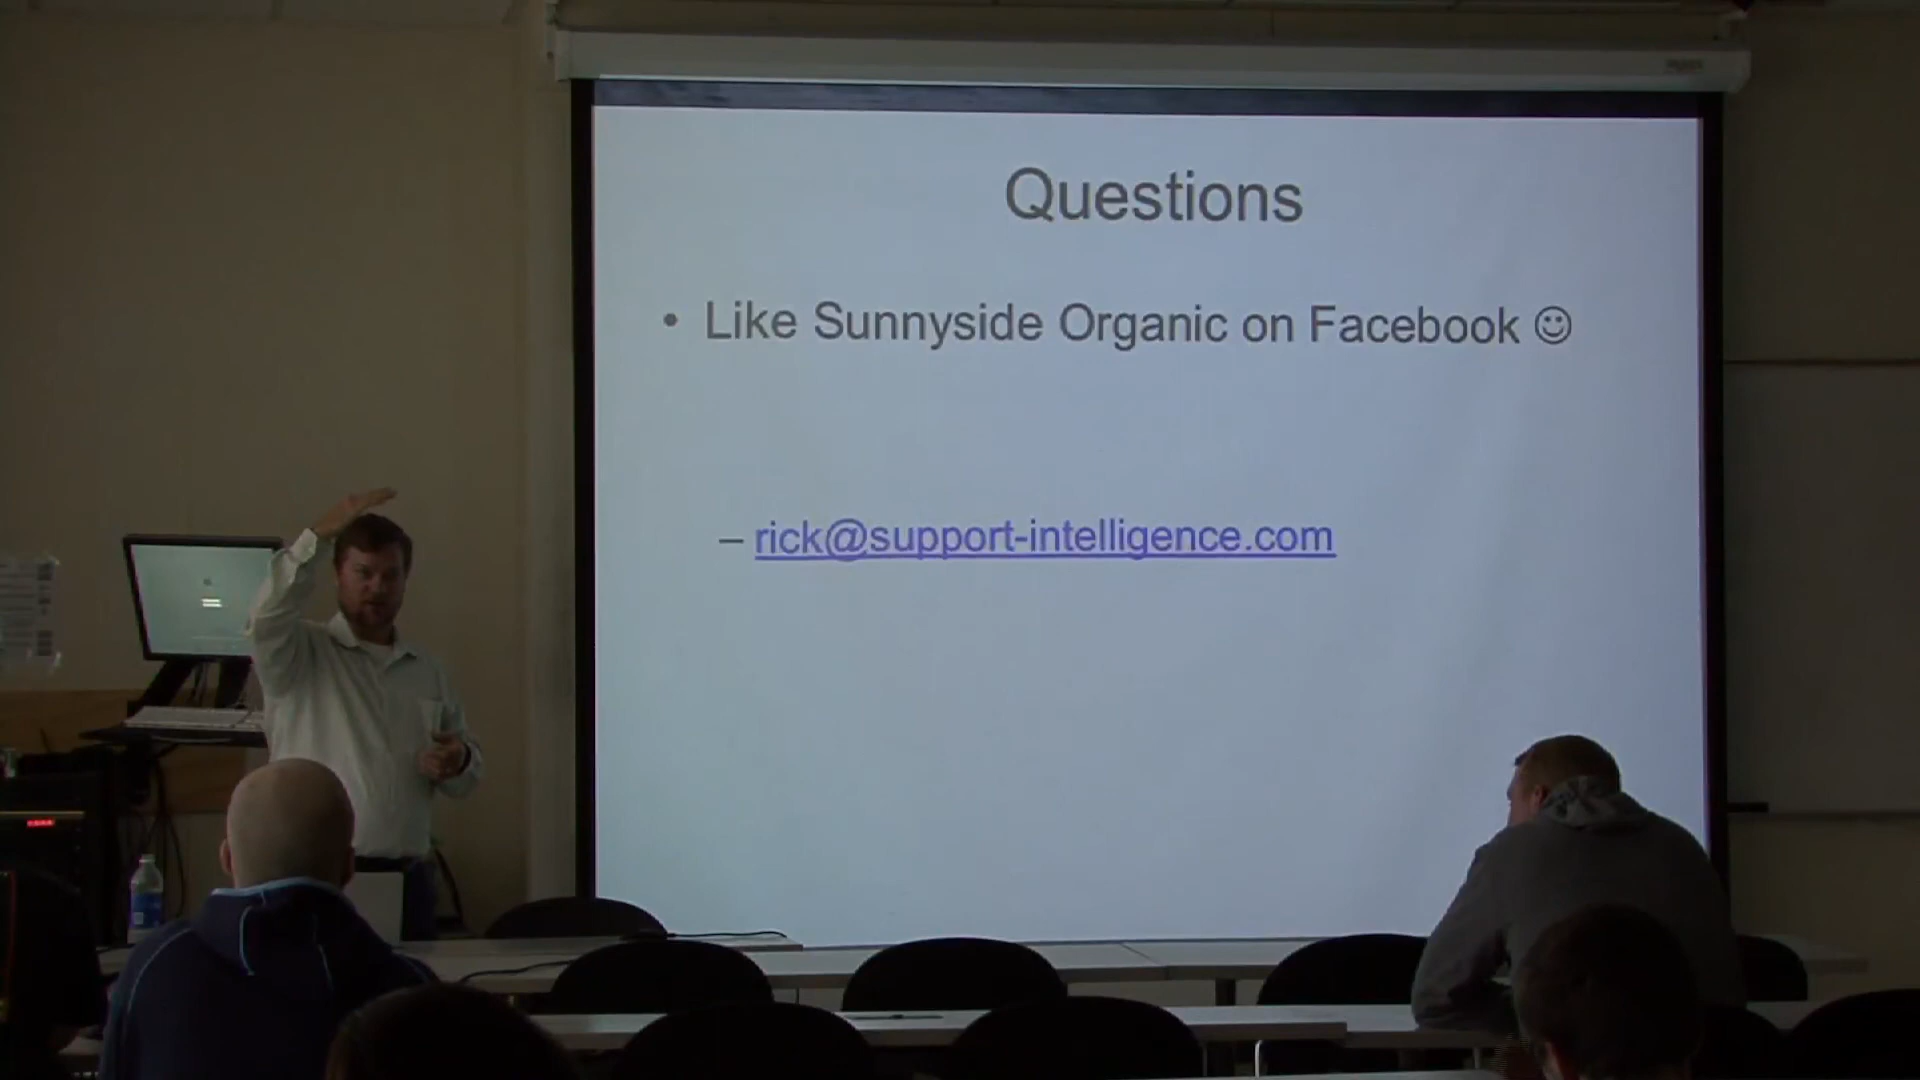 Questions
• Like Sunnyside Organic on Facebook ☺
– rick@support-intelligence.com